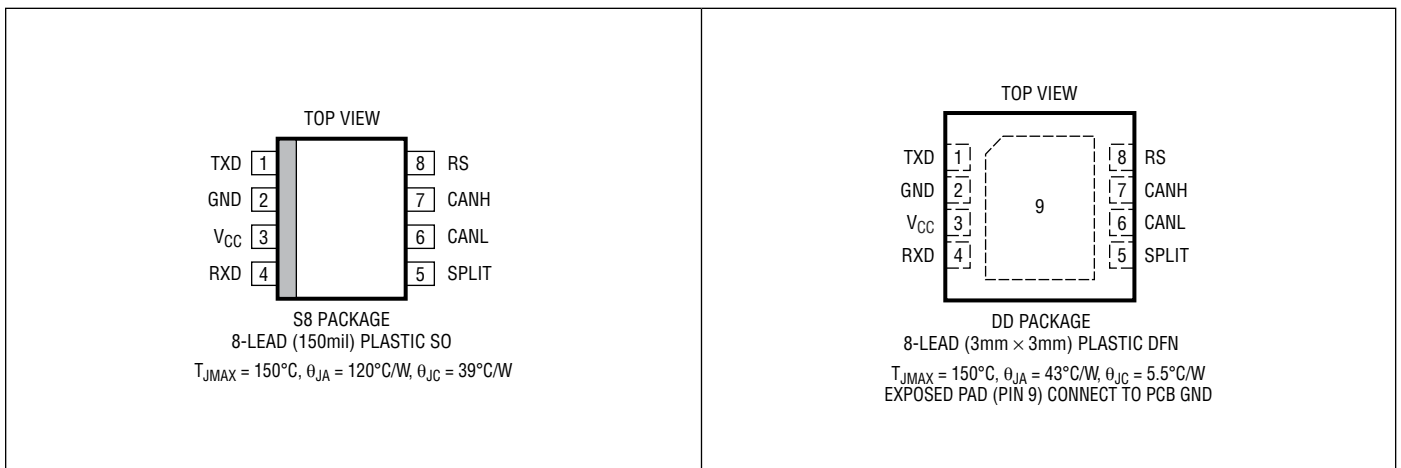 TOP VIEW
TXD 1 8 RS
GND 2 7 CANH
VCC 3 6 CANL
RXD 4 5 SPLIT
S8 PACKAGE
8-LEAD (150mil) PLASTIC SO
TJMAX = 150°C, θJA = 120°C/W, θJC = 39°C/W
TOP VIEW
TXD 1 8 RS
GND 2 7 CANH
VCC 3 9 6 CANL
RXD 4 5 SPLIT
DD PACKAGE
8-LEAD (3mm × 3mm) PLASTIC DFN
TJMAX = 150°C, θJA = 43°C/W, θJC = 5.5°C/W
EXPOSED PAD (PIN 9) CONNECT TO PCB GND